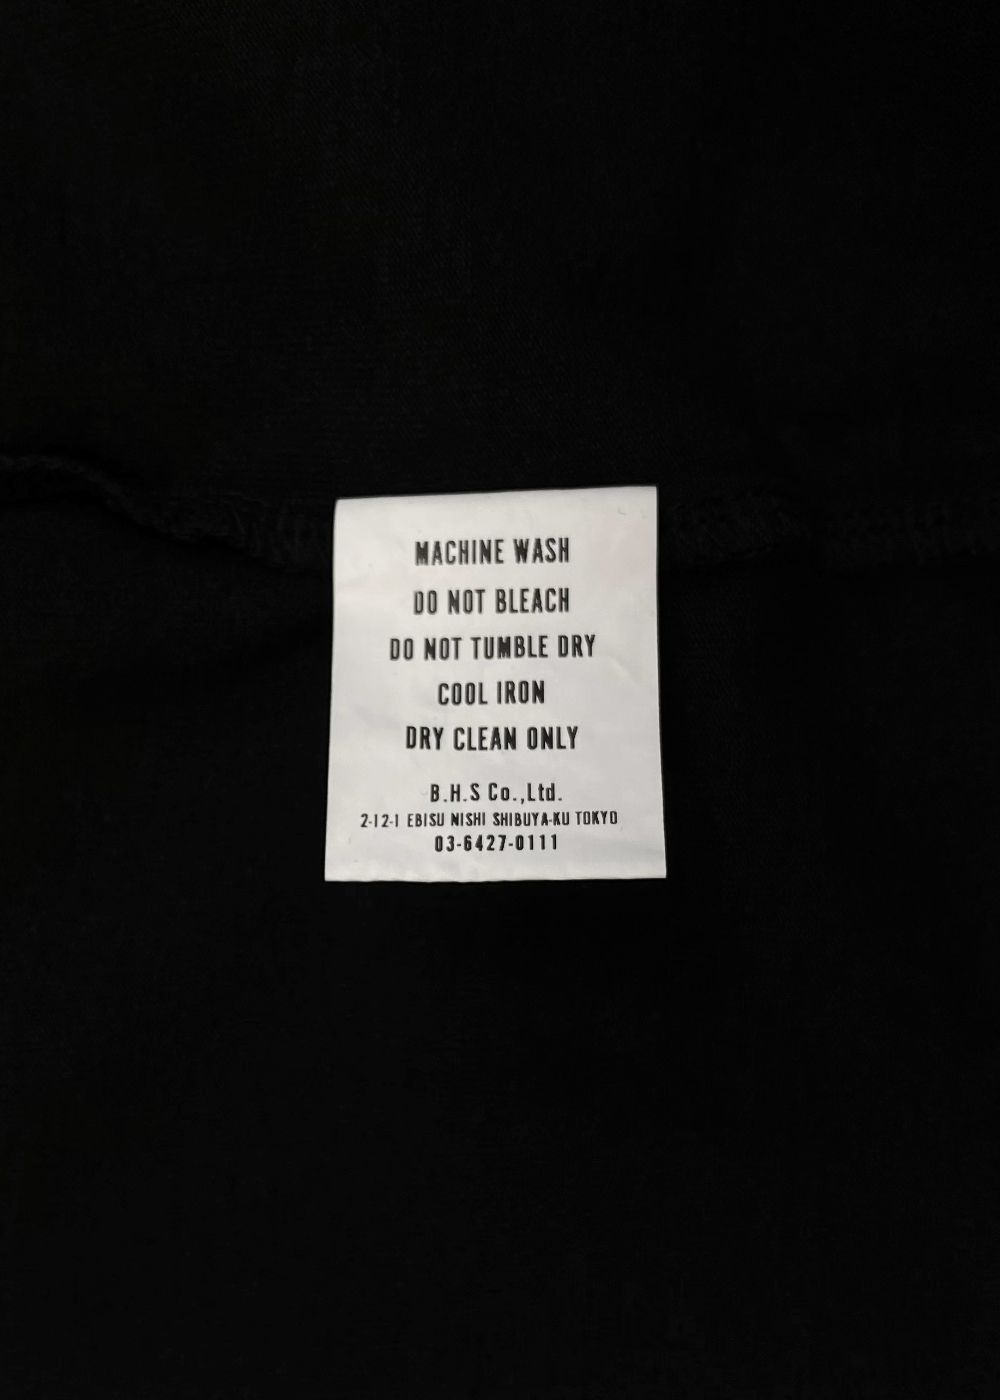 MACHINE WASH
DO NOT BLEACH
DO NOT TUMBLE DRY
COOL IRON
DRY CLEAN ONLY
B.H.S Co.,Ltd.
2-12-1 EBISU NISHI SHIBUYA-KU TOKYO
03-6427-0111